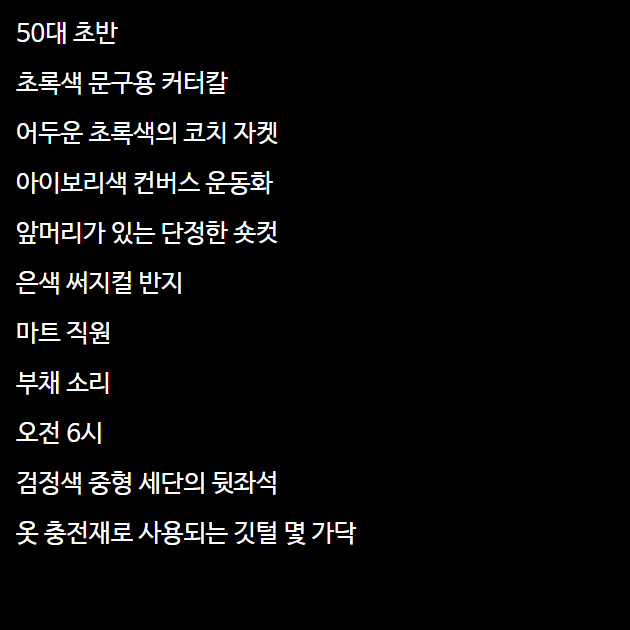 50대 초반
초록색 문구용 커터칼
어두운 초록색의 코치 자켓
아이보리색 컨버스 운동화
앞머리가 있는 단정한 숏컷
은색 써지컬 반지
마트 직원
부채 소리
오전 6시
검정색 중형 세단의 뒷좌석
옷 충전재로 사용되는 깃털 몇 가닥